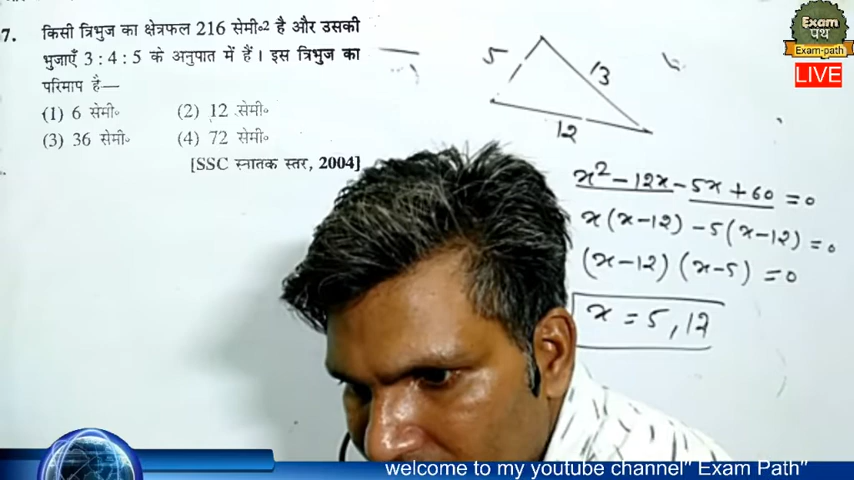 7. किसी त्रिभुज का क्षेत्रफल 216 सेमी॰² है और उसकी
भुजाएँ 3 : 4 : 5 के अनुपात में हैं। इस त्रिभुज का
परिमाप है—
(1) 6 सेमी॰ (2) 12 सेमी॰
(3) 36 सेमी॰ (4) 72 सेमी॰
[SSC स्नातक स्तर, 2004]
5
13
12
x² - 12x - 5x + 60 = 0
x(x-12) - 5(x-12) = 0
(x-12) (x-5) = 0
x = 5, 12
Exam
पथ
Exam-path
LIVE
welcome to my youtube channel" Exam Path"